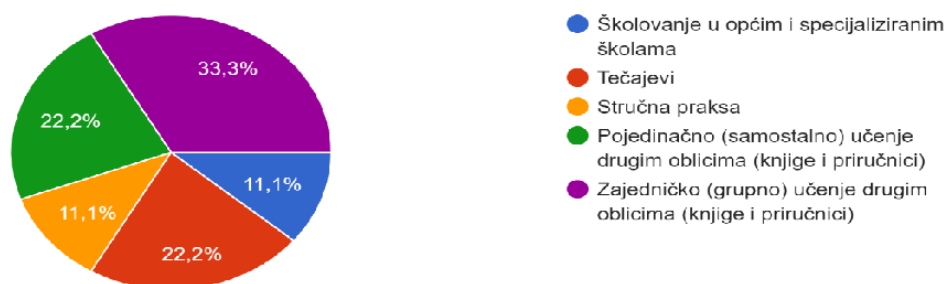 33,3%
22,2%
11,1%
22,2%
11,1%
Školovanje u općim i specijaliziranim
školama
Tečajevi
Stručna praksa
Pojedinačno (samostalno) učenje
drugim oblicima (knjige i priručnici)
Zajedničko (grupno) učenje drugim
oblicima (knjige i priručnici)